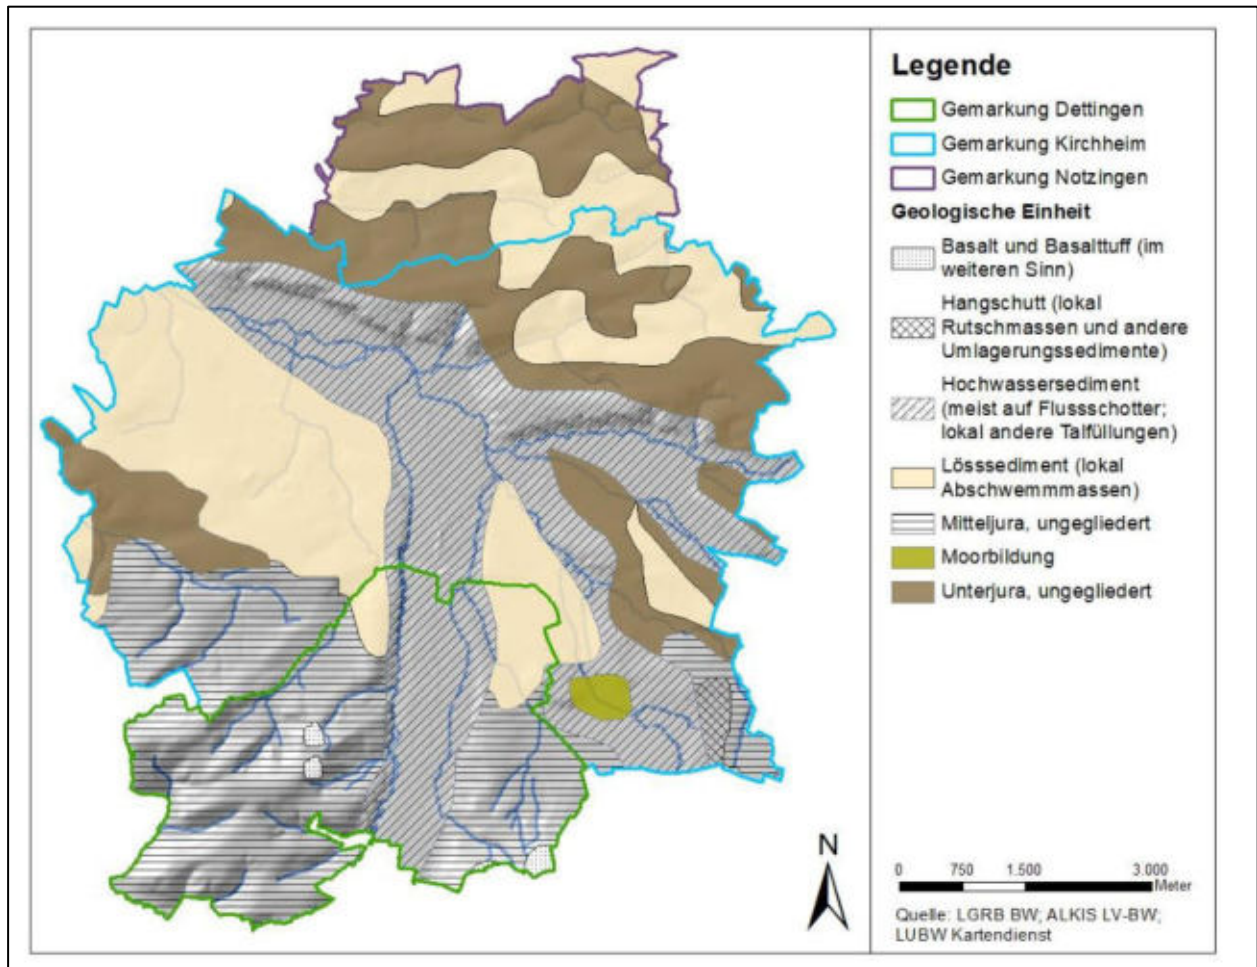 Legende
Gemarkung Dettingen
Gemarkung Kirchheim
Gemarkung Notzingen
Geologische Einheit
Basalt und Basalttuff (im
weiteren Sinn)
Hangschutt (lokal
Rutschmassen und andere
Umlagerungssedimente)
Hochwassersediment
(meist auf Flussschotter;
lokal andere Talfüllungen)
Lösssediment (lokal
Abschwemmmassen)
Mitteljura, ungegliedert
Moorbildung
Unterjura, ungegliedert
N
0 750 1.500 3.000
Meter
Quelle: LGRB BW; ALKIS LV-BW;
LUBW Kartendienst